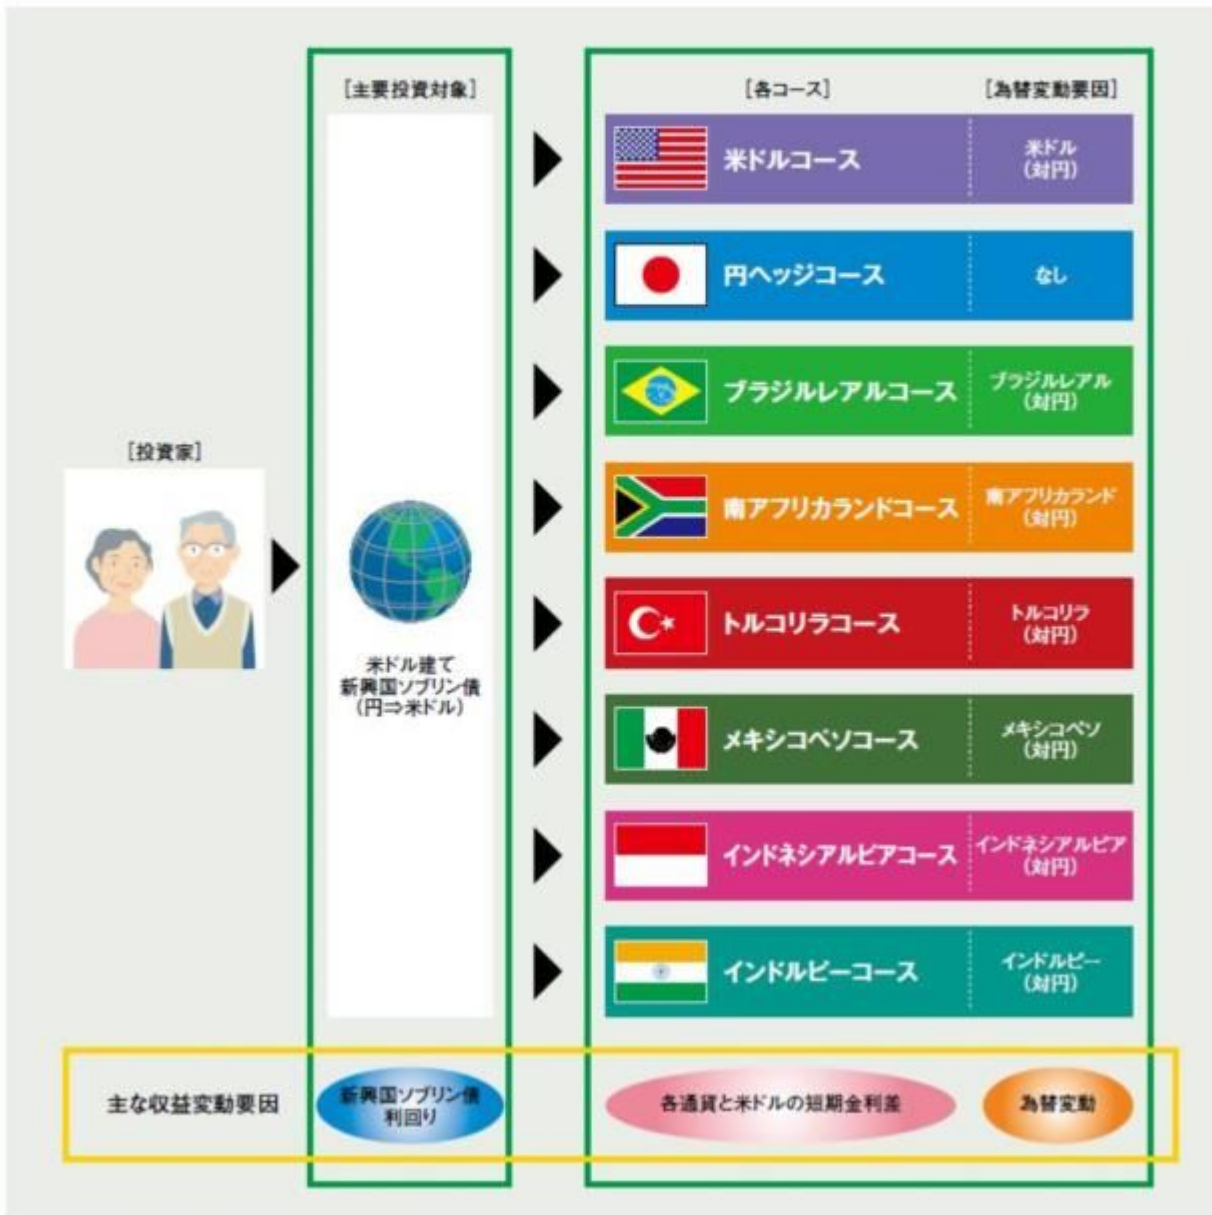 [主要投資対象]
[各コース]
[為替変動要因]
米ドルコース
米ドル
(対円)
円ヘッジコース
なし
ブラジルレアルコース
ブラジルレアル
(対円)
[投資家]
南アフリカランドコース
南アフリカランド
(対円)
米ドル建て
新興国ソブリン債
(円⇒米ドル)
トルコリラコース
トルコリラ
(対円)
メキシコペソコース
メキシコペソ
(対円)
インドネシアルピアコース
インドネシアルピア
(対円)
インドルピーコース
インドルピー
(対円)
主な収益変動要因
新興国ソブリン債
利回り
各通貨と米ドルの短期金利差
為替変動